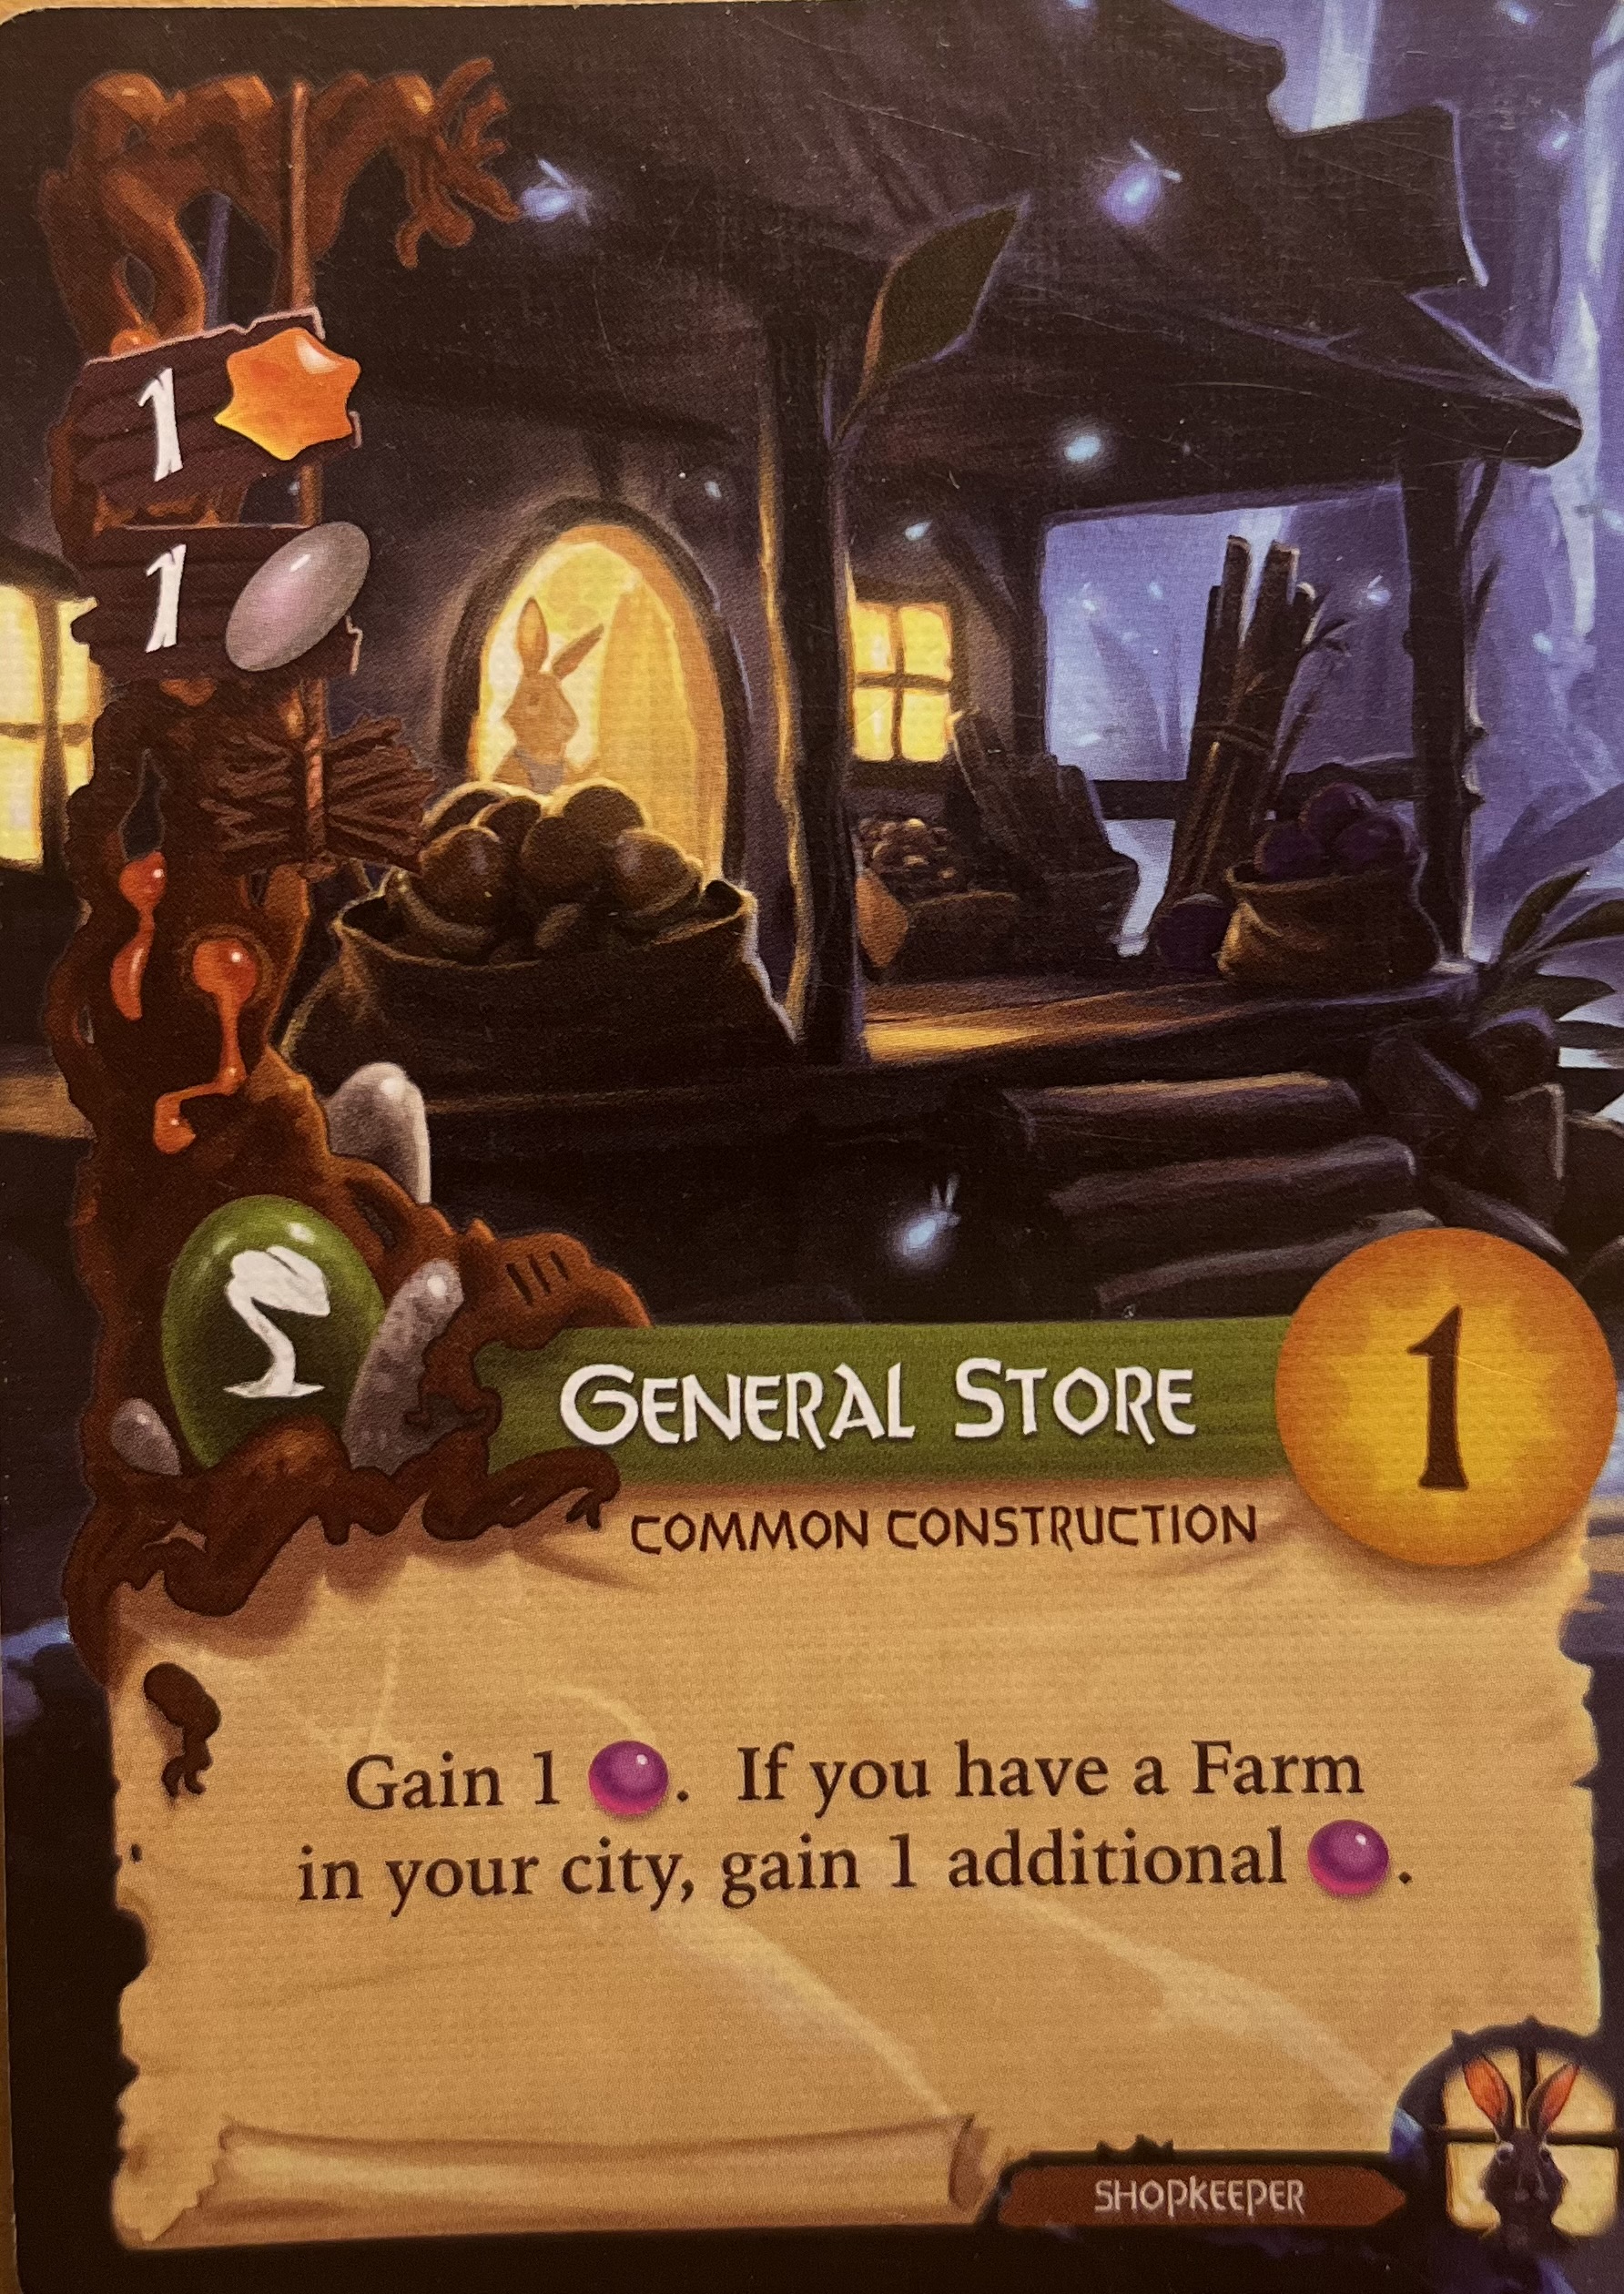 1
1
GENERAL STORE
1
COMMON CONSTRUCTION
Gain 1 . If you have a Farm
in your city, gain 1 additional .
SHOPKEEPER